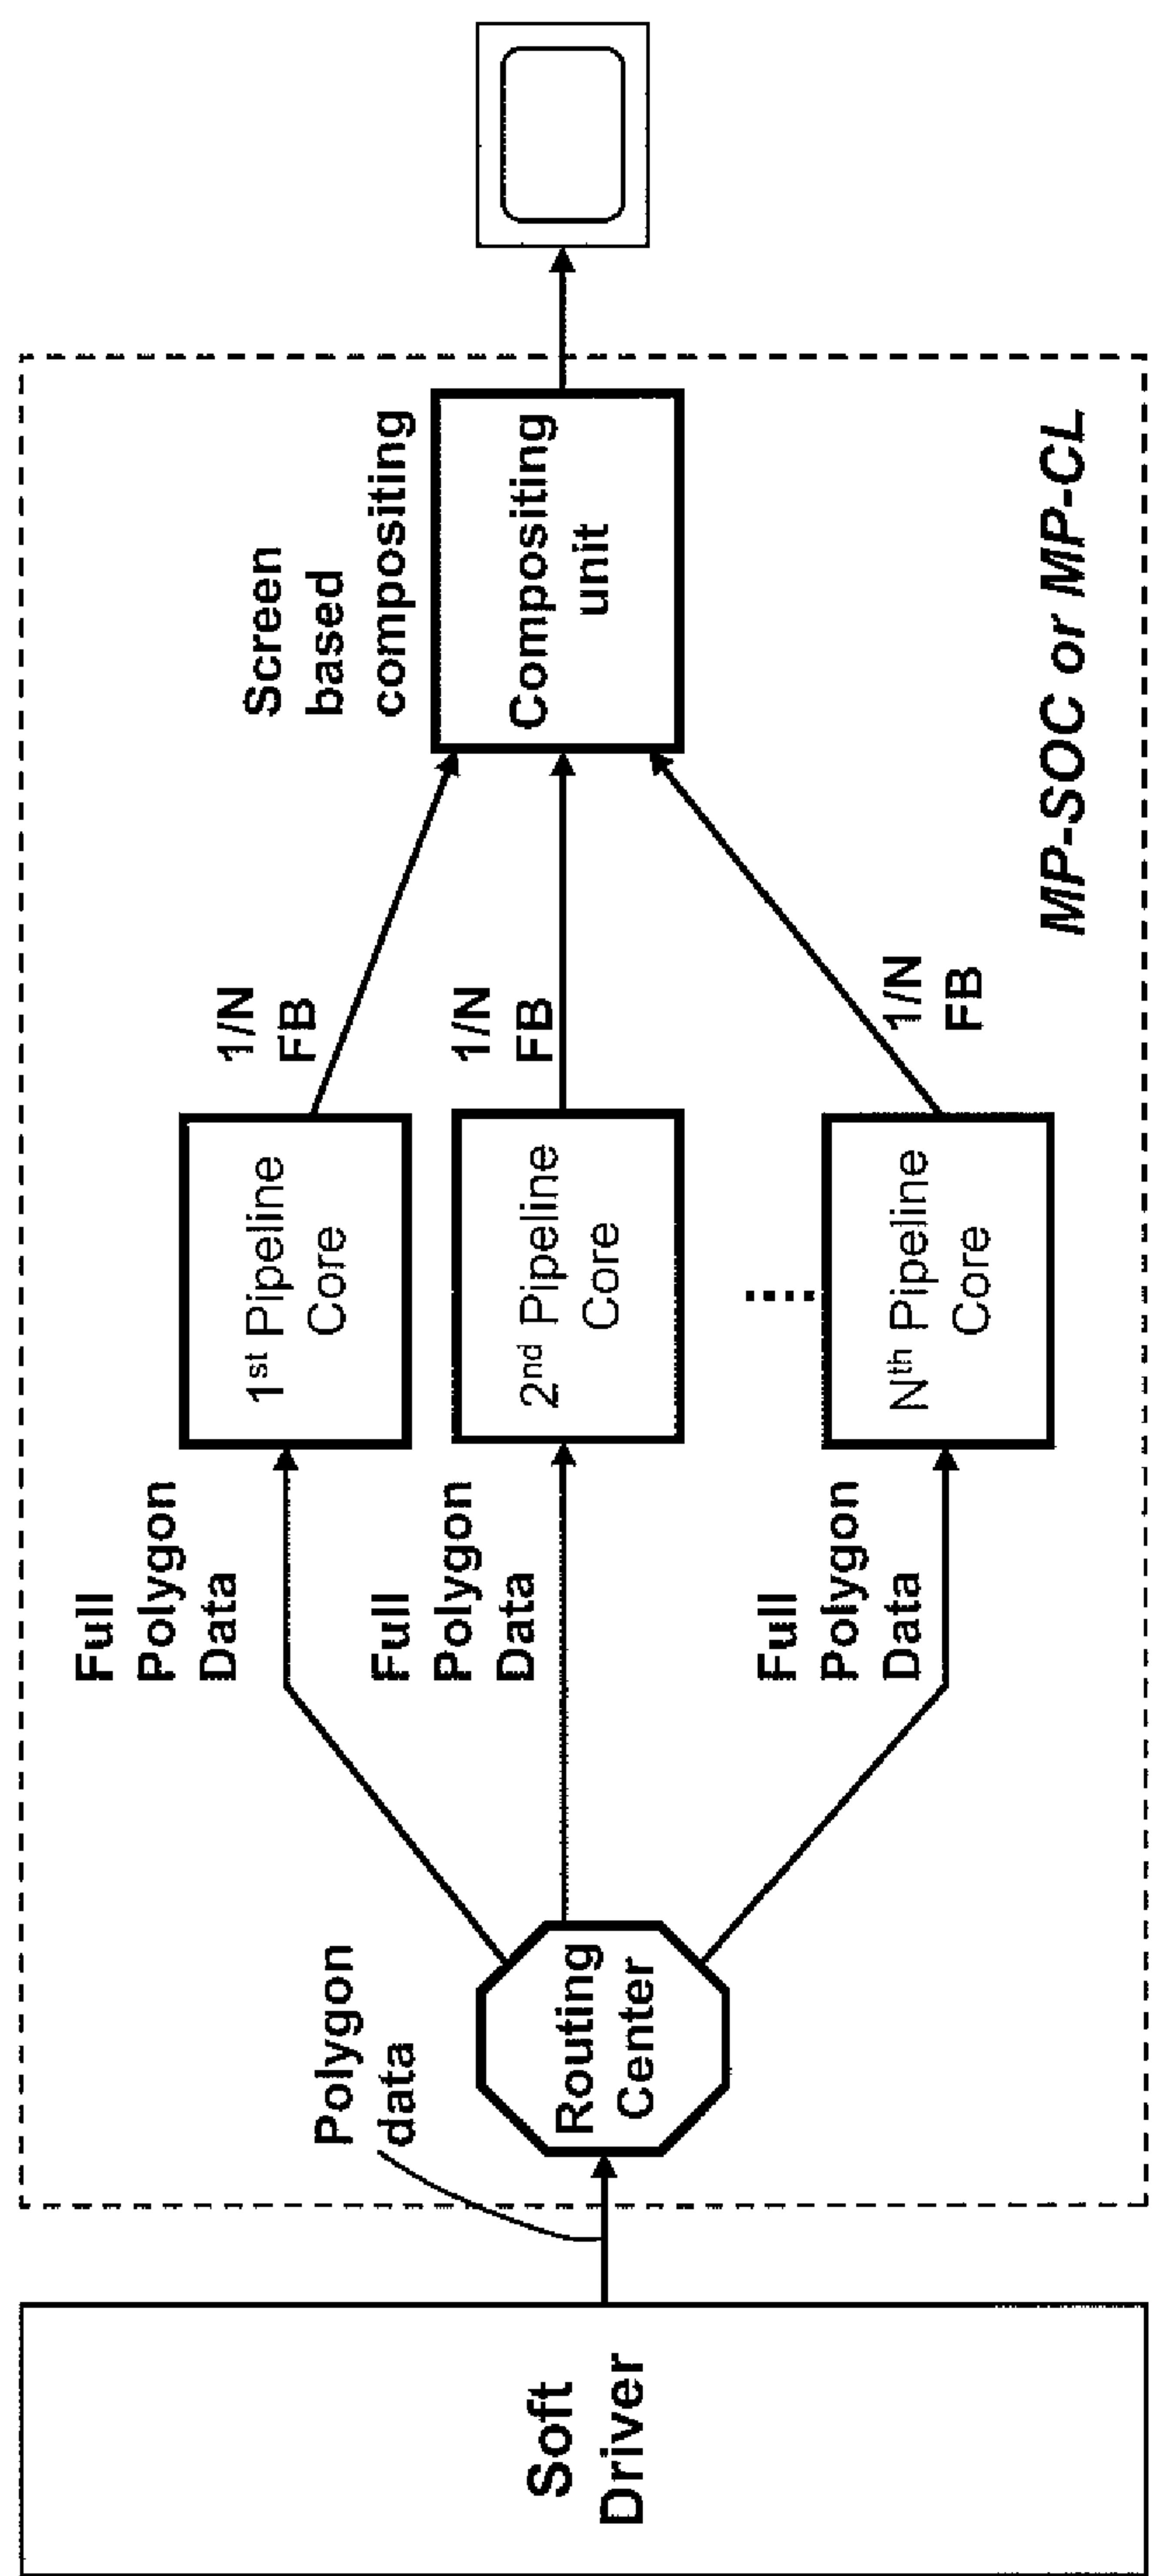 Soft
Driver
Polygon
data
Routing
Center
Full
Polygon
Data
Full
Polygon
Data
Full
Polygon
Data
1st Pipeline
Core
2nd Pipeline
Core
Nth Pipeline
Core
1/N
FB
1/N
FB
1/N
FB
Screen
based
compositing
Compositing
unit
MP-SOC or MP-CL